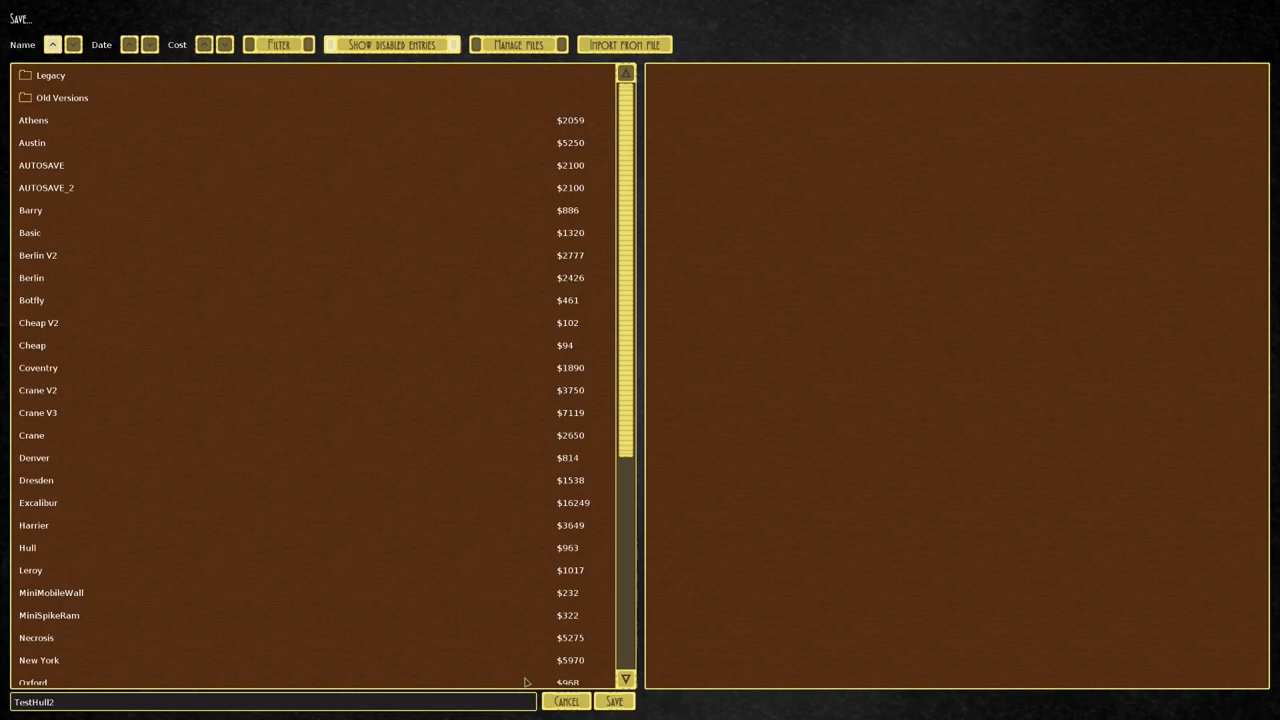 Save...
Name Date Cost Filter Show disabled entries Manage files Import from file
Legacy
Old Versions
Athens $2059
Austin $5250
AUTOSAVE $2100
AUTOSAVE_2 $2100
Barry $886
Basic $1320
Berlin V2 $2777
Berlin $2426
Botfly $461
Cheap V2 $102
Cheap $94
Coventry $1890
Crane V2 $3750
Crane V3 $7119
Crane $2650
Denver $814
Dresden $1538
Excalibur $16249
Harrier $3649
Hull $963
Leroy $1017
MiniMobileWall $232
MiniSpikeRam $322
Necrosis $5275
New York $5970
Oxford $968
TestHull2 Cancel Save